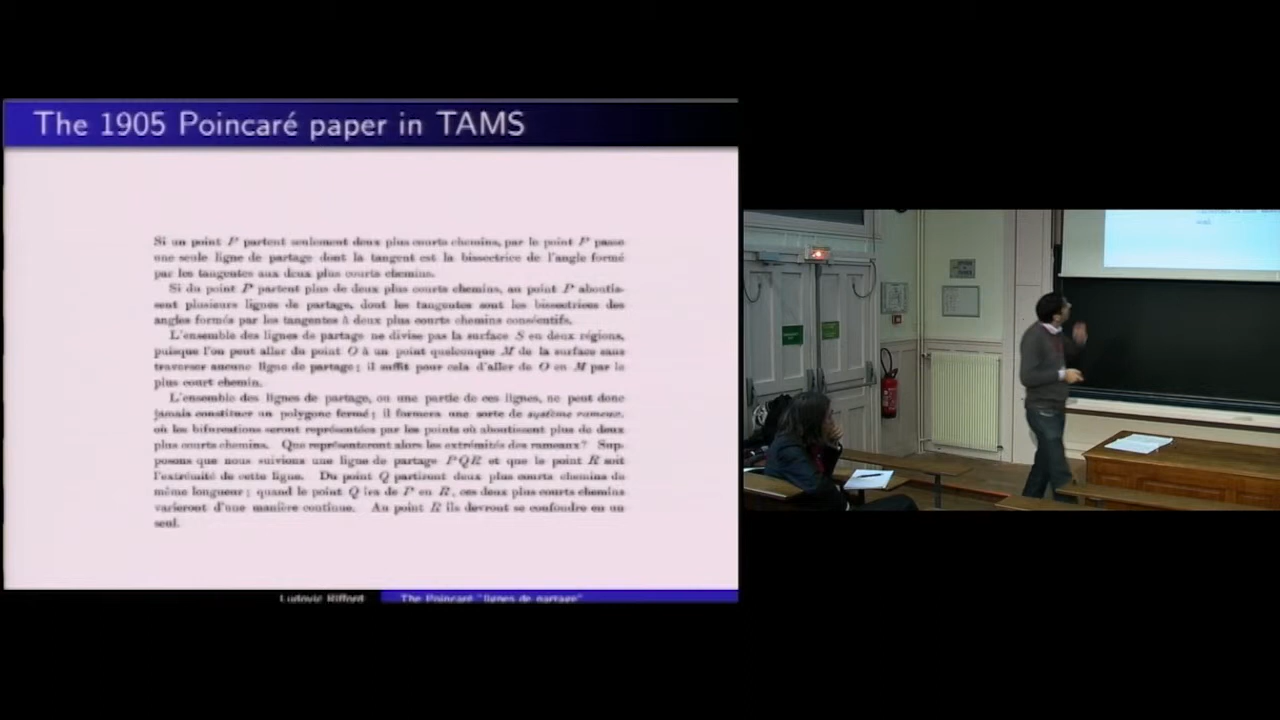 The 1905 Poincaré paper in TAMS
Si un point P partent seulement deux plus courts chemins, par le point P passe
une seule ligne de partage dont la tangent est la bissectrice de l'angle formé
par les tangentes aux deux plus courts chemins.
Si du point P partent plus de deux plus courts chemins, au point P aboutis-
sent plusieurs lignes de partage, dont les tangentes sont les bissectrices des
angles formés par les tangentes à deux plus courts chemins consécutifs.
L'ensemble des lignes de partage ne divise pas la surface S en deux régions,
puisque l'on peut aller du point O à un point quelconque M de la surface sans
traverser aucune ligne de partage ; il suffit pour cela d'aller de O en M par le
plus court chemin.
L'ensemble des lignes de partage, ou une partie de ces lignes, ne peut donc
jamais constituer un polygone fermé ; il formera une sorte de système rameux,
où les bifurcations seront représentées par les points où aboutissent plus de deux
plus courts chemins. Que représenteront alors les extrémités des rameaux? Sup-
posons que nous suivions une ligne de partage PQR et que le point R soit
l'extrémité de cette ligne. Du point Q partiront deux plus courts chemins de
même longueur ; quand le point Q ira de P en R, ces deux plus courts chemins
varieront d'une manière continue. Au point R ils devront se confondre en un
seul.
Ludovic Rifford The Poincaré "lignes de partage"